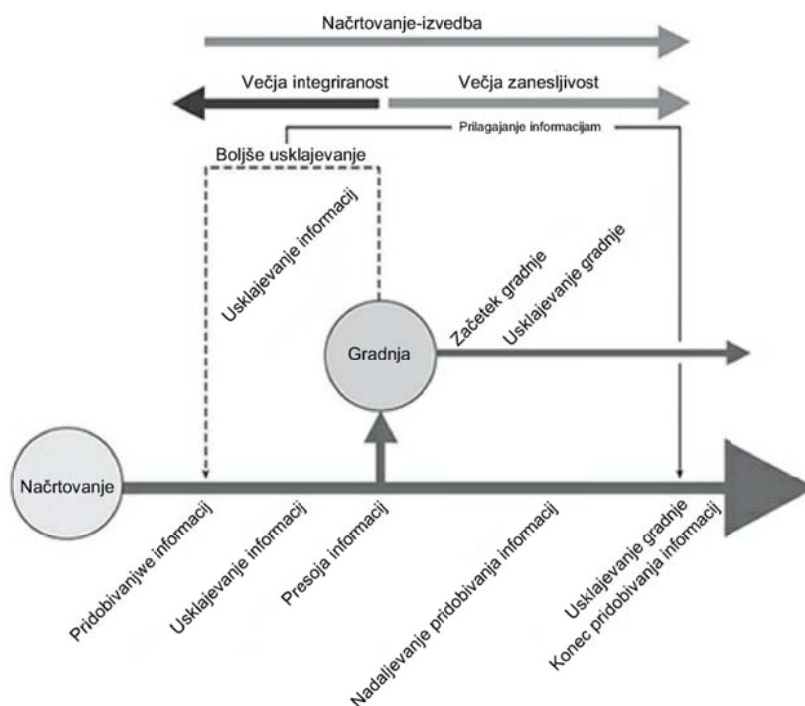 Načrtovanje-izvedba
Večja integriranost
Večja zanesljivost
Prilagajanje informacijam
Boljše usklajevanje
Usklajevanje informacij
Začetek gradnje
Usklajevanje gradnje
Gradnja
Načrtovanje
Pridobivanjwe informacij
Usklajevanje informacij
Presoja informacij
Nadaljevanje pridobivanja informacij
Usklajevanje gradnje
Konec pridobivanja informacij